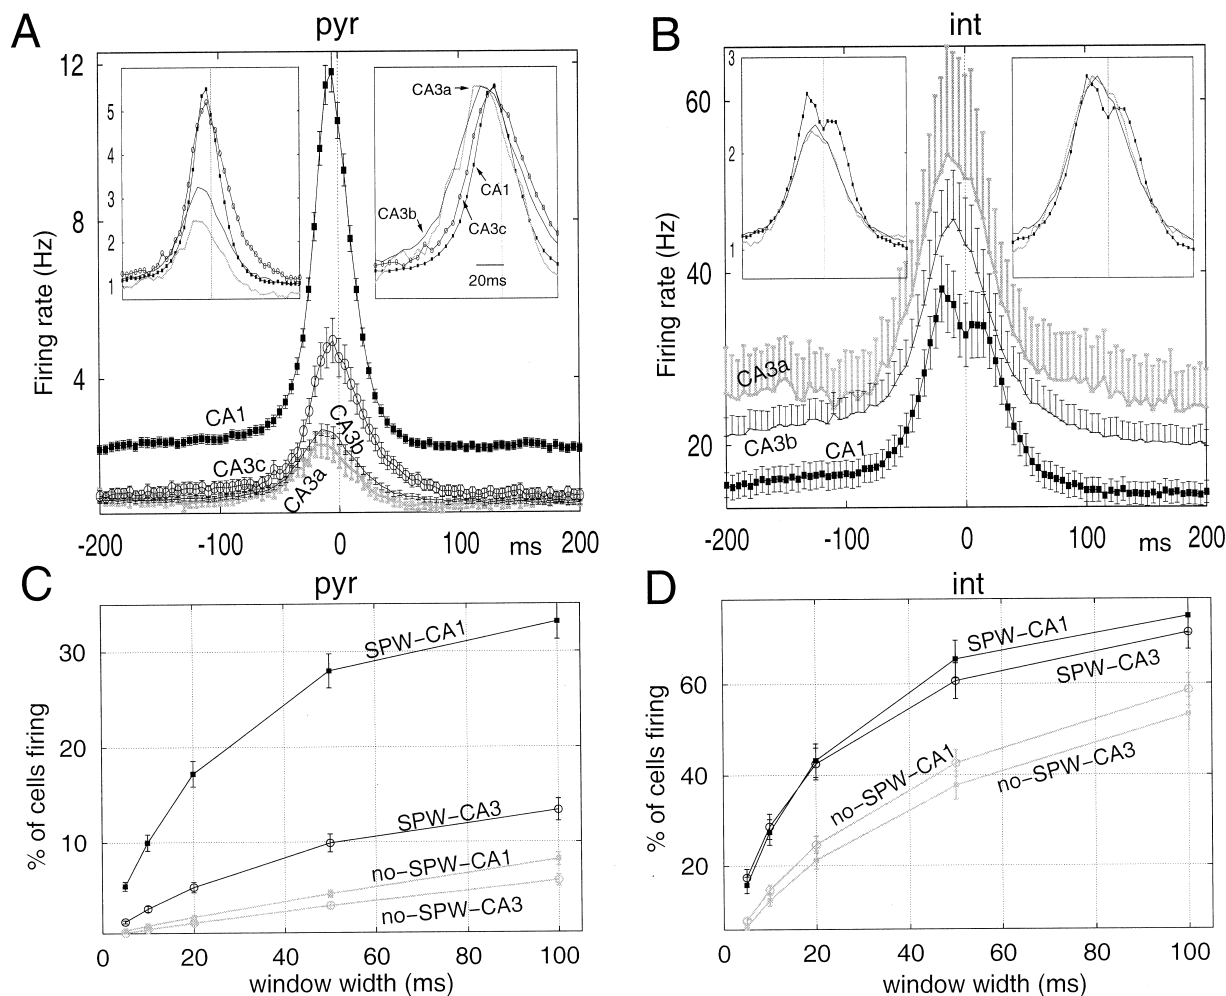 A pyr
12
8
4
Firing rate (Hz)
5
4
3
2
1
CA3a
CA1
CA3b
CA3c
20ms
CA1
CA3c
CA3b
CA3a
-200 -100 0 100 ms 200
B int
60
40
20
Firing rate (Hz)
3
2
1
CA3a
CA3b
CA1
-200 -100 0 100 ms 200
C pyr
30
20
10
% of cells firing
SPW-CA1
SPW-CA3
no-SPW-CA1
no-SPW-CA3
0 20 40 60 80 100
window width (ms)
D int
60
40
20
% of cells firing
SPW-CA1
SPW-CA3
no-SPW-CA1
no-SPW-CA3
0 20 40 60 80 100
window width (ms)